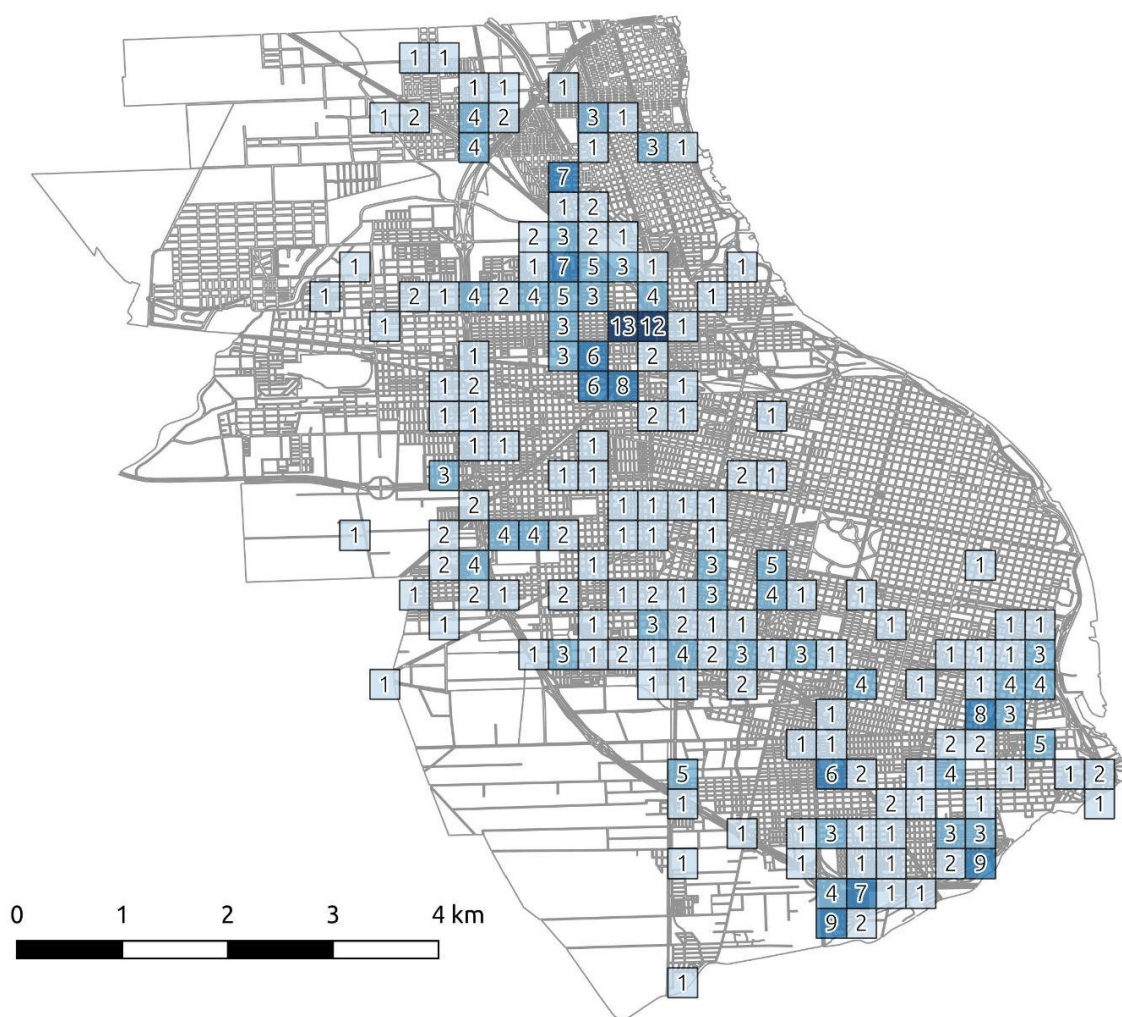 1 1
1 1 1
1 2 4 2 3 1
4 1 3 1
7
1 2
2 3 2 1
1 1 7 5 3 1 1
1 2 1 4 2 4 5 3 4 1
1 3 13 12 1
1 3 6 2
1 2 6 8 1
1 1 2 1 1
1 1 1
3 1 1 2 1
2 1 1 1 1
1 2 4 4 2 1 1 1
2 4 1 3 5 1
1 2 1 2 1 2 1 3 4 1 1
1 1 3 2 1 1 1 1 1
1 3 1 2 1 4 2 3 1 3 1 1 1 1 3
1 1 1 2 4 1 1 4 4
1 8 3
1 1 2 2 5
5 6 2 1 4 1 1 2
1 2 1 1 1
1 1 3 1 1 3 3
1 1 1 1 2 9
4 7 1 1
0 1 2 3 4 km
9 2
1